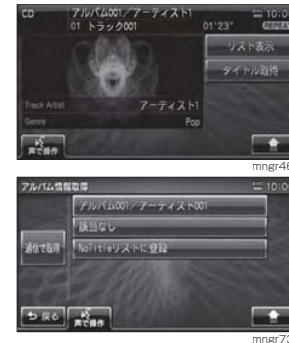 CD アルバム001/アーティスト1 10:0
01 トラック001 01'23" REPEA
リスト表示
タイトル取得
Track Artist アーティスト1
Genre Pop
声で操作
mngr46
アルバム情報取得 10:0
アルバム001/アーティスト001
該当なし
通信で取得 NoTitleリストに登録
戻る 声で操作
mngr73